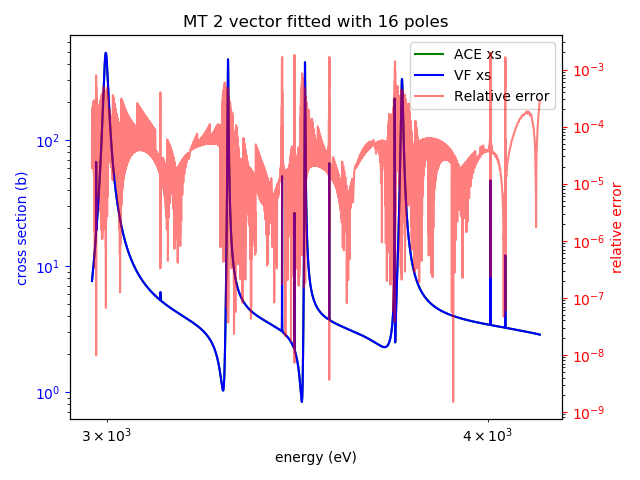 MT 2 vector fitted with 16 poles
ACE xs
VF xs
Relative error
cross section (b)
10²
10¹
10⁰
relative error
10⁻³
10⁻⁴
10⁻⁵
10⁻⁶
10⁻⁷
10⁻⁸
10⁻⁹
3 × 10³
4 × 10³
energy (eV)